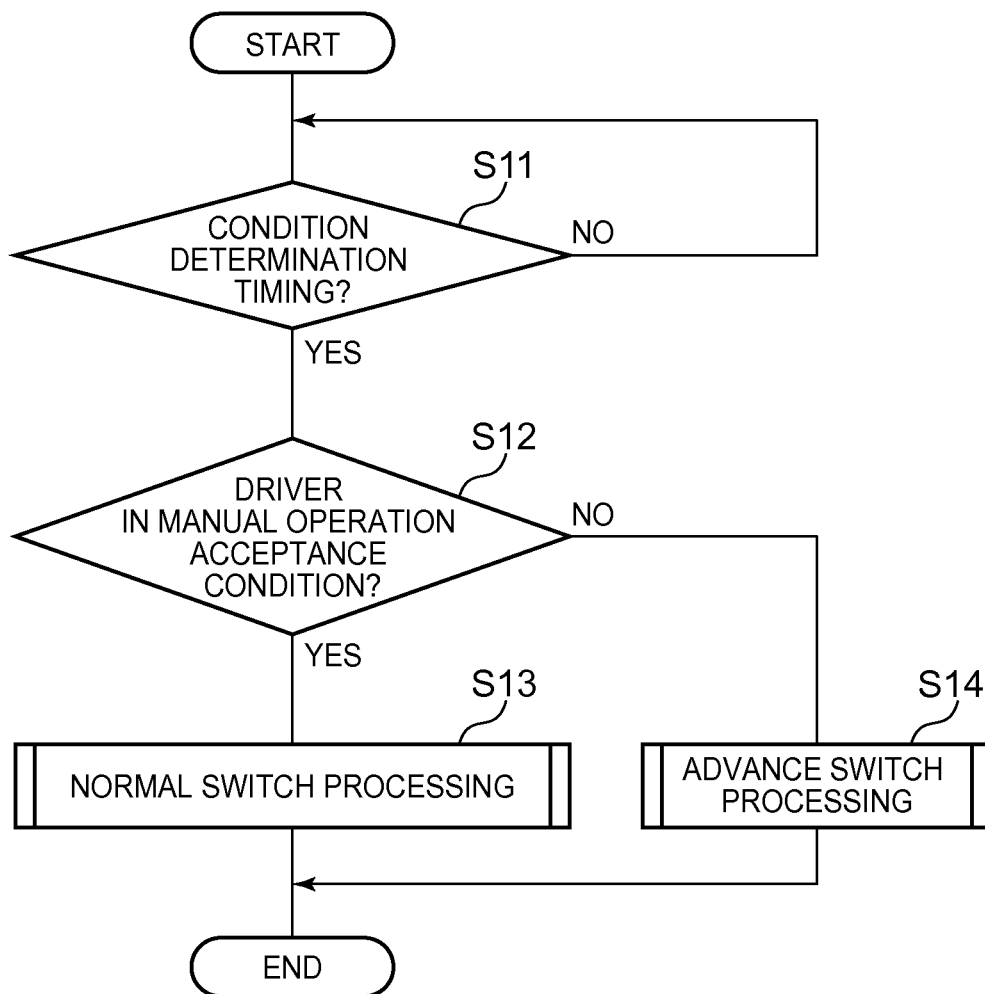 START
S11
CONDITION
DETERMINATION
TIMING?
NO
YES
S12
DRIVER
IN MANUAL OPERATION
ACCEPTANCE
CONDITION?
NO
YES
S13
NORMAL SWITCH PROCESSING
S14
ADVANCE SWITCH
PROCESSING
END